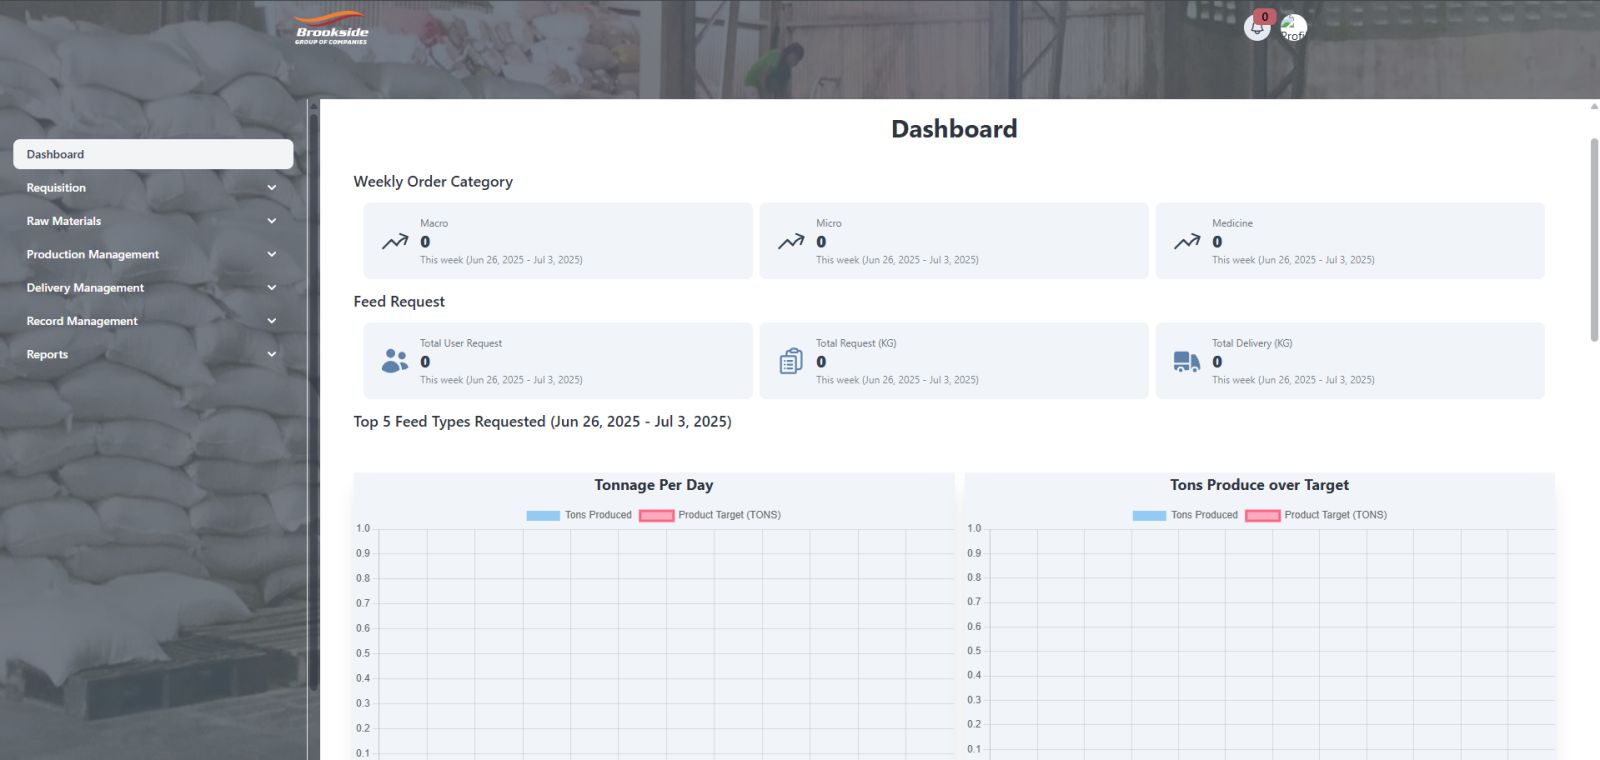 Brookside
GROUP OF COMPANIES
0
Profi
Dashboard
Requisition
Raw Materials
Production Management
Delivery Management
Record Management
Reports
Dashboard
Weekly Order Category
Macro
0
This week (Jun 26, 2025 - Jul 3, 2025)
Micro
0
This week (Jun 26, 2025 - Jul 3, 2025)
Medicine
0
This week (Jun 26, 2025 - Jul 3, 2025)
Feed Request
Total User Request
0
This week (Jun 26, 2025 - Jul 3, 2025)
Total Request (KG)
0
This week (Jun 26, 2025 - Jul 3, 2025)
Total Delivery (KG)
0
This week (Jun 26, 2025 - Jul 3, 2025)
Top 5 Feed Types Requested (Jun 26, 2025 - Jul 3, 2025)
Tonnage Per Day
Tons Produced Product Target (TONS)
1.0
0.9
0.8
0.7
0.6
0.5
0.4
0.3
0.2
0.1
Tons Produce over Target
Tons Produced Product Target (TONS)
1.0
0.9
0.8
0.7
0.6
0.5
0.4
0.3
0.2
0.1